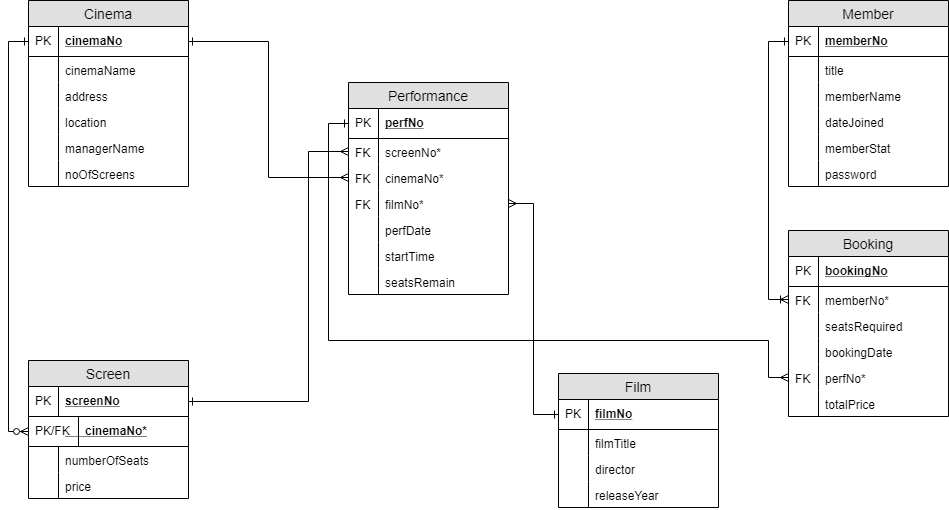 Cinema
PK cinemaNo
cinemaName
address
location
managerName
noOfScreens
Performance
PK perfNo
FK screenNo*
FK cinemaNo*
FK filmNo*
perfDate
startTime
seatsRemain
Member
PK memberNo
title
memberName
dateJoined
memberStat
password
Booking
PK bookingNo
FK memberNo*
seatsRequired
bookingDate
FK perfNo*
totalPrice
Screen
PK screenNo
PK/FK cinemaNo*
numberOfSeats
price
Film
PK filmNo
filmTitle
director
releaseYear